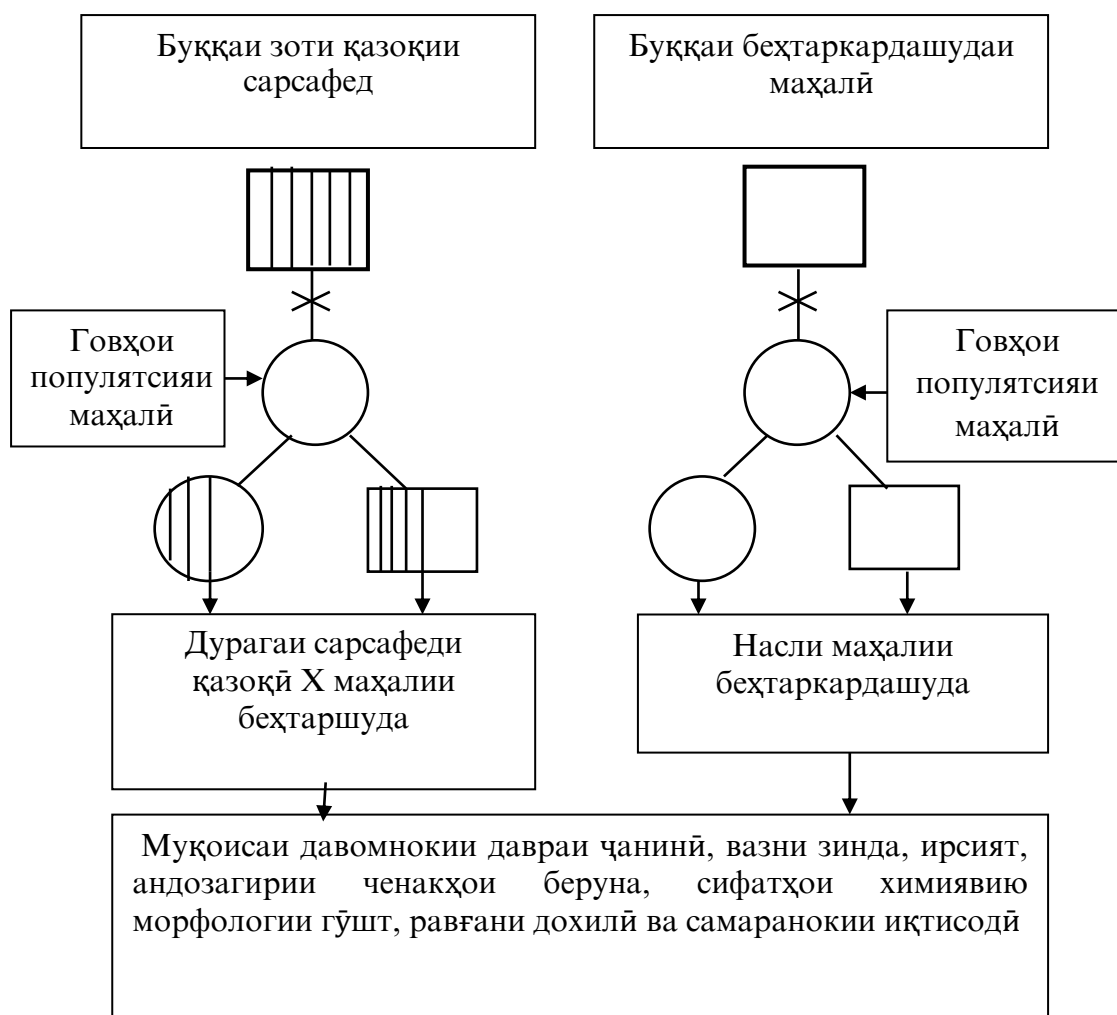 Буққаи зоти қазоқии
сарсафед
Буққаи беҳтаркардашудаи
маҳалӣ
Говҳои
популятсияи
маҳалӣ
Говҳои
популятсияи
маҳалӣ
Дурагаи сарсафеди
қазоқӣ Х маҳалии
беҳтаршуда
Насли маҳалии
беҳтаркардашуда
Муқоисаи давомнокии давраи ҷанинӣ, вазни зинда, ирсият,
андозагирии ченакҳои беруна, сифатҳои химиявию
морфологии гӯшт, равғани дохилӣ ва самаранокии иқтисодӣ